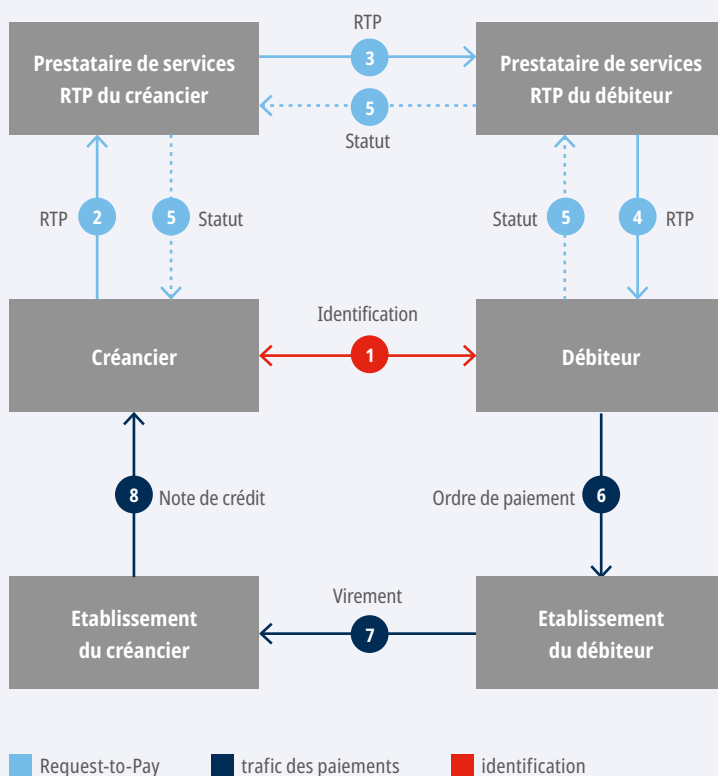 RTP
3
Prestataire de services
RTP du créancier
Prestataire de services
RTP du débiteur
5
Statut
RTP
2
5
Statut
Statut
5
4
RTP
Identification
Créancier
1
Débiteur
8
Note de crédit
Ordre de paiement
6
Virement
Etablissement
du créancier
7
Etablissement
du débiteur
Request-to-Pay
trafic des paiements
identification